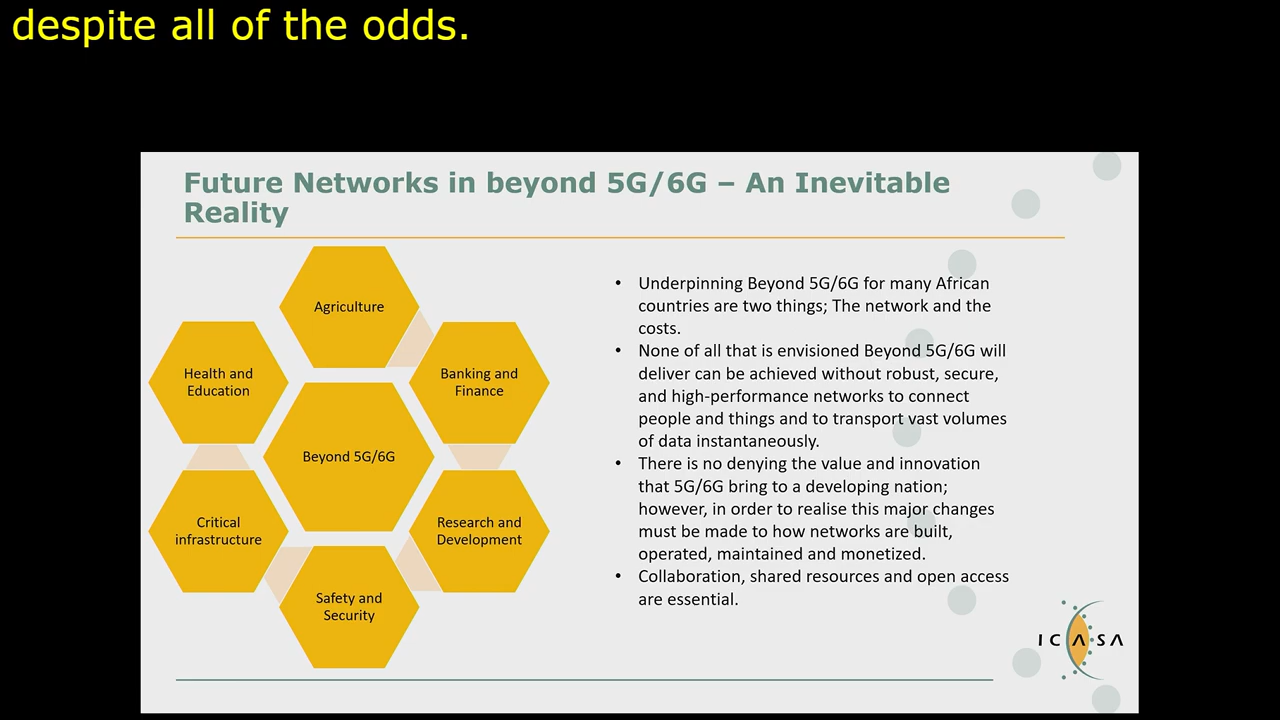 despite all of the odds.
Future Networks in beyond 5G/6G – An Inevitable
Reality
Agriculture
Health and
Education
Banking and
Finance
Beyond 5G/6G
Critical
infrastructure
Research and
Development
Safety and
Security
• Underpinning Beyond 5G/6G for many African
countries are two things; The network and the
costs.
• None of all that is envisioned Beyond 5G/6G will
deliver can be achieved without robust, secure,
and high-performance networks to connect
people and things and to transport vast volumes
of data instantaneously.
• There is no denying the value and innovation
that 5G/6G bring to a developing nation;
however, in order to realise this major changes
must be made to how networks are built,
operated, maintained and monetized.
• Collaboration, shared resources and open access
are essential.
ICASA